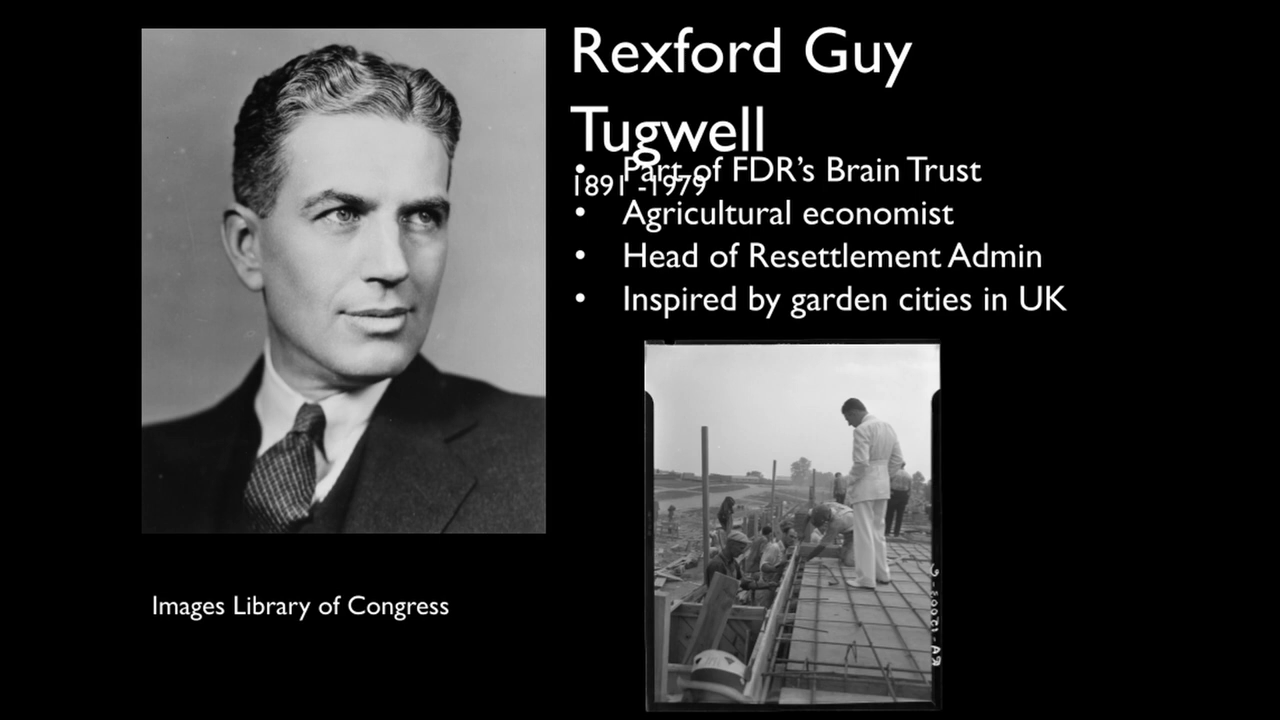 Rexford Guy
Tugwell
1891 -1979
• Part of FDR’s Brain Trust
• Agricultural economist
• Head of Resettlement Admin
• Inspired by garden cities in UK
Images Library of Congress